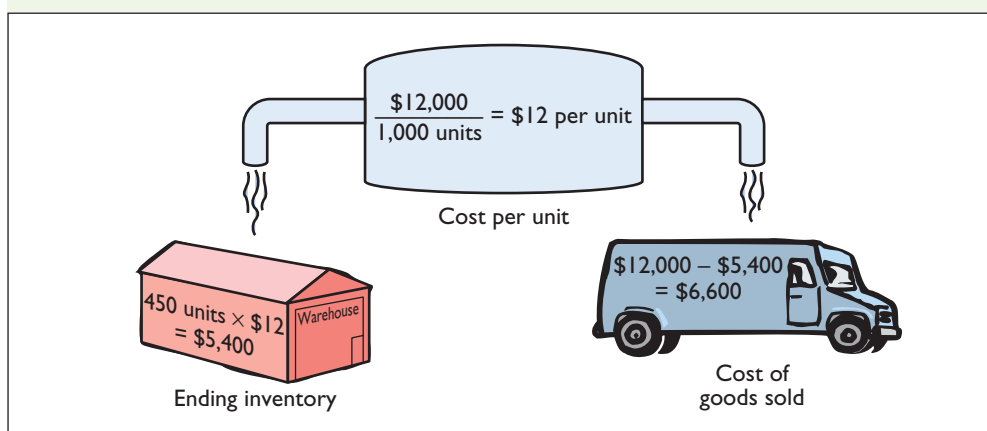 $12,000
1,000 units
= $12 per unit
Cost per unit
450 units × $12
= $5,400
Warehouse
Ending inventory
$12,000 – $5,400
= $6,600
Cost of
goods sold